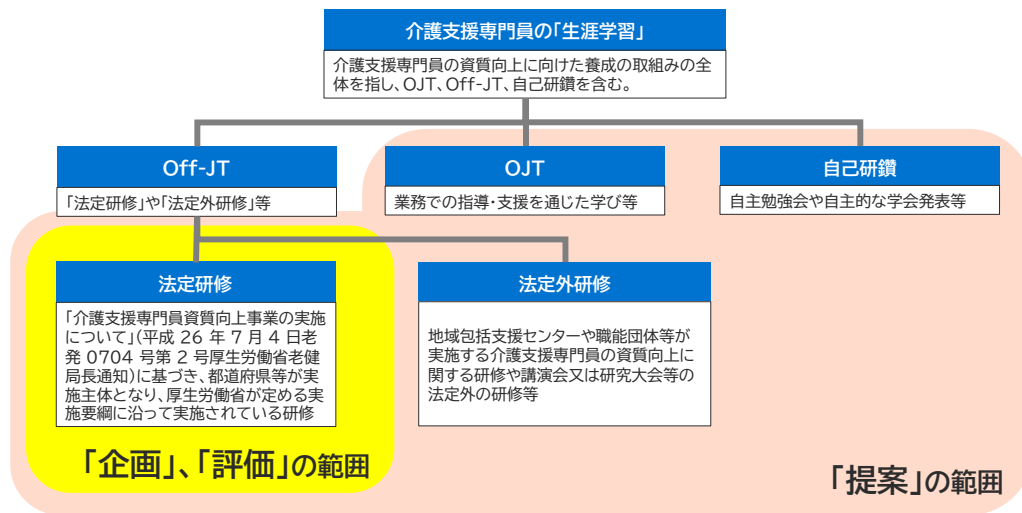 介護支援専門員の「生涯学習」
介護支援専門員の資質向上に向けた養成の取組みの全
体を指し、OJT、Off-JT、自己研鑽を含む。
Off-JT
「法定研修」や「法定外研修」等
OJT
業務での指導・支援を通じた学び等
自己研鑽
自主勉強会や自主的な学会発表等
法定研修
「介護支援専門員資質向上事業の実施
について」(平成 26 年 7 月 4 日老
発 0704 号第 2 号厚生労働省老健
局長通知)に基づき、都道府県等が実
施主体となり、厚生労働省が定める実
施要綱に沿って実施されている研修
法定外研修
地域包括支援センターや職能団体等が
実施する介護支援専門員の資質向上に
関する研修や講演会又は研究大会等の
法定外の研修等
「企画」、「評価」の範囲
「提案」の範囲